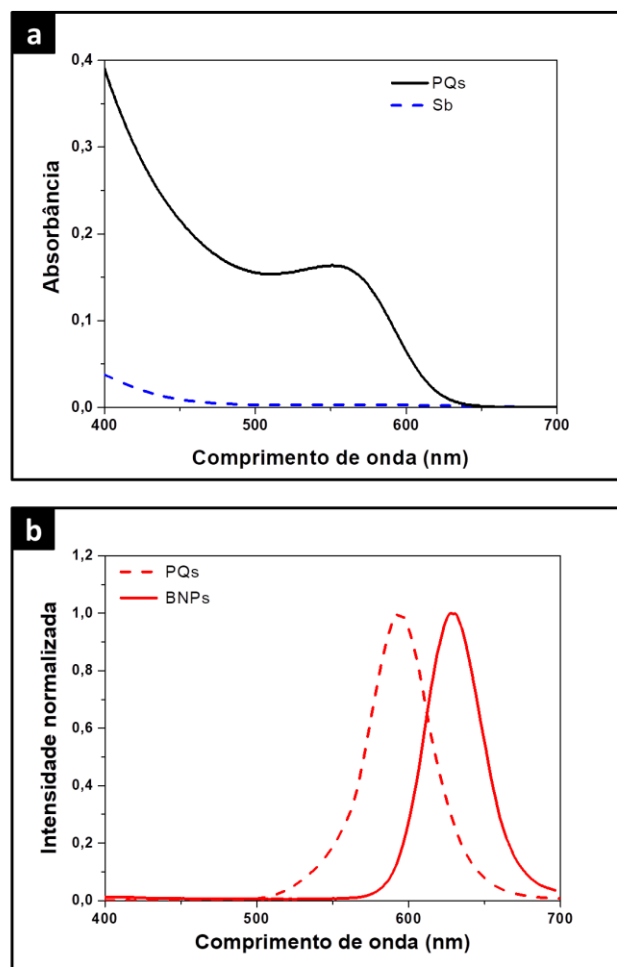 a
0,4
0,3
0,2
0,1
0,0
Absorbância
PQs
Sb
400
500
600
700
Comprimento de onda (nm)
b
1,2
1,0
0,8
0,6
0,4
0,2
0,0
Intensidade normalizada
PQs
BNPs
400
500
600
700
Comprimento de onda (nm)